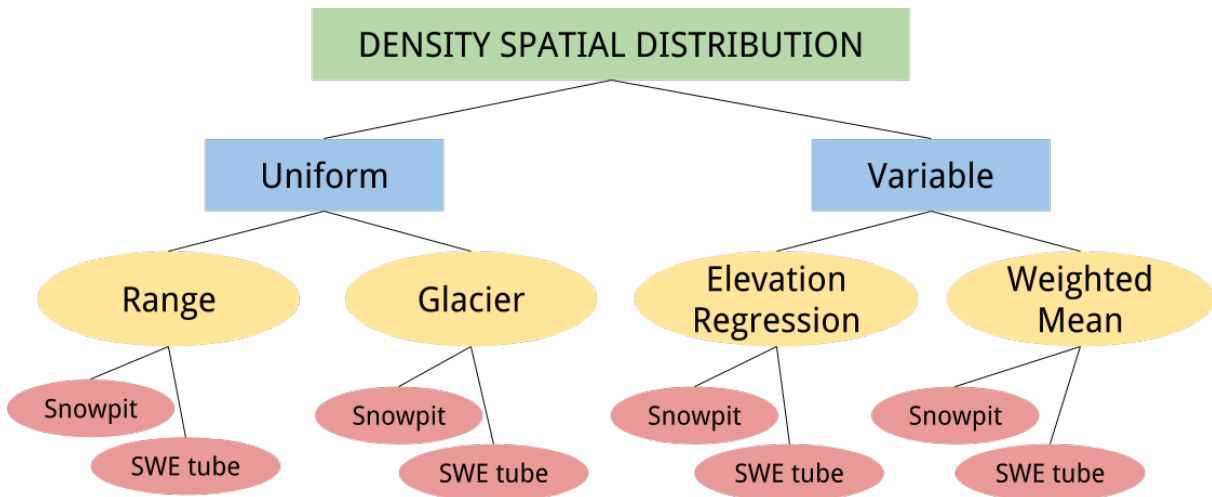 DENSITY SPATIAL DISTRIBUTION
Uniform
Variable
Range
Glacier
Elevation
Regression
Weighted
Mean
Snowpit
Snowpit
Snowpit
Snowpit
SWE tube
SWE tube
SWE tube
SWE tube